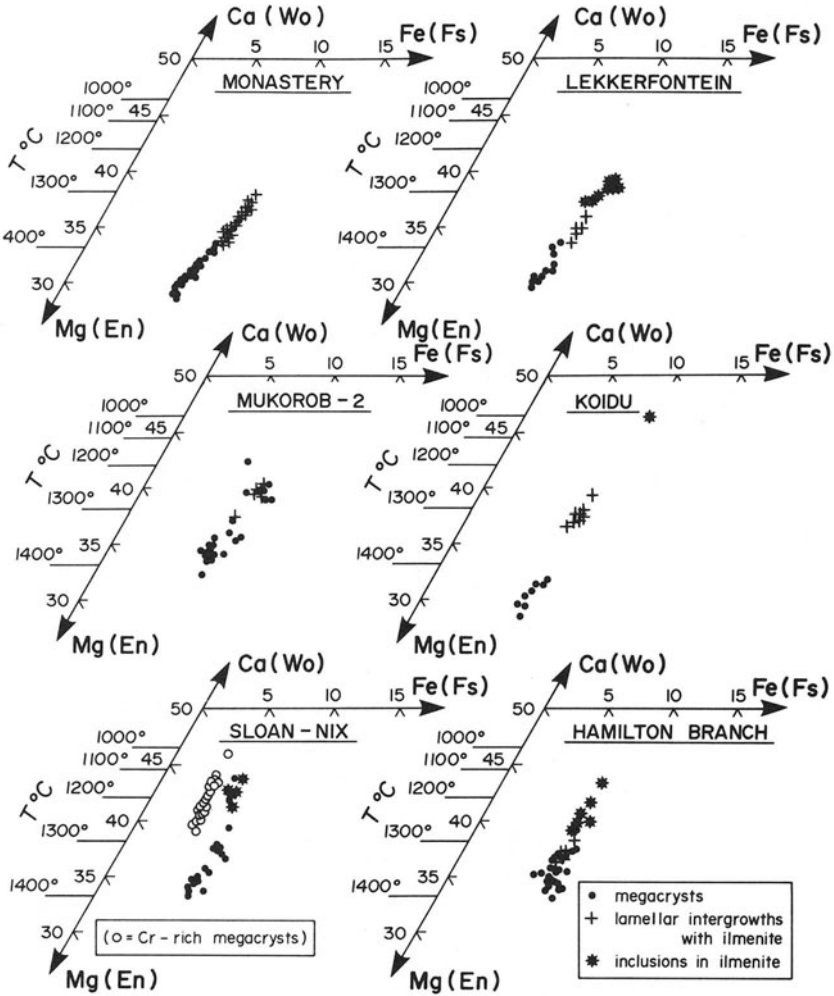 Ca (Wo)
5 10 15 Fe(Fs)
50
MONASTERY
1000°
1100° 45
1200°
T °C
40
1300°
35
400°
30
Mg (En)
Ca (Wo)
5 10 15 Fe(Fs)
50
LEKKERFONTEIN
1000°
1100° 45
1200°
T °C
40
1300°
35
1400°
30
Mg(En)
Ca (Wo)
5 10 15 Fe(Fs)
50
MUKOROB – 2
1000°
1100° 45
1200°
T °C
40
1300°
35
1400°
30
Mg (En)
Ca (Wo)
5 10 15 Fe(Fs)
50
KOIDU
1000°
1100° 45
1200°
T °C
40
1300°
35
1400°
30
Mg(En)
Ca(Wo)
5 10 15 Fe(Fs)
50
SLOAN – NIX
1000°
1100° 45
1200°
T °C
40
1300°
35
1400°
30
(O = Cr – rich megacrysts)
Mg(En)
Ca(Wo)
5 10 15 Fe(Fs)
50
HAMILTON BRANCH
1000°
1100° 45
1200°
T °C
40
1300°
35
1400°
30
Mg(En)
• megacrysts
+ lamellar intergrowths
with ilmenite
✸ inclusions in ilmenite